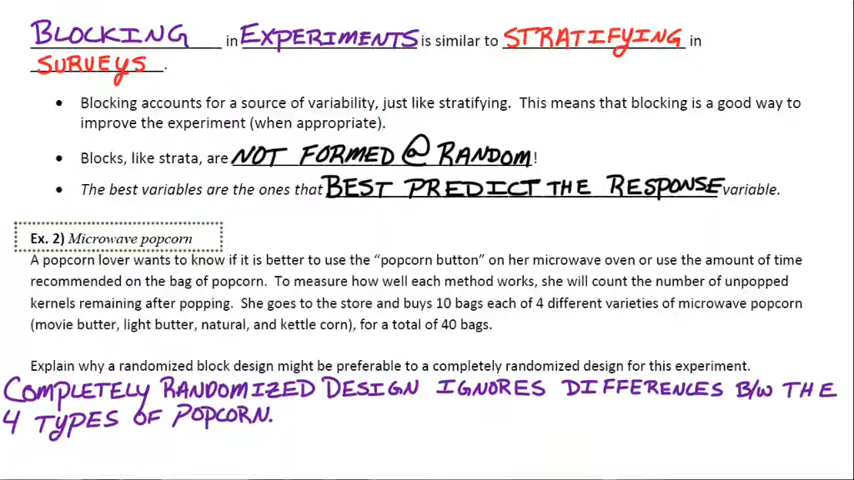 BLOCKING in EXPERIMENTS is similar to STRATIFYING in
SURVEYS.
• Blocking accounts for a source of variability, just like stratifying. This means that blocking is a good way to
improve the experiment (when appropriate).
• Blocks, like strata, are NOT FORMED @ RANDOM!
• The best variables are the ones that BEST PREDICT THE RESPONSE variable.
Ex. 2) Microwave popcorn
A popcorn lover wants to know if it is better to use the “popcorn button” on her microwave oven or use the amount of time
recommended on the bag of popcorn. To measure how well each method works, she will count the number of unpopped
kernels remaining after popping. She goes to the store and buys 10 bags each of 4 different varieties of microwave popcorn
(movie butter, light butter, natural, and kettle corn), for a total of 40 bags.
Explain why a randomized block design might be preferable to a completely randomized design for this experiment.
COMPLETELY RANDOMIZED DESIGN IGNORES DIFFERENCES B/W THE
4 TYPES OF POPCORN.